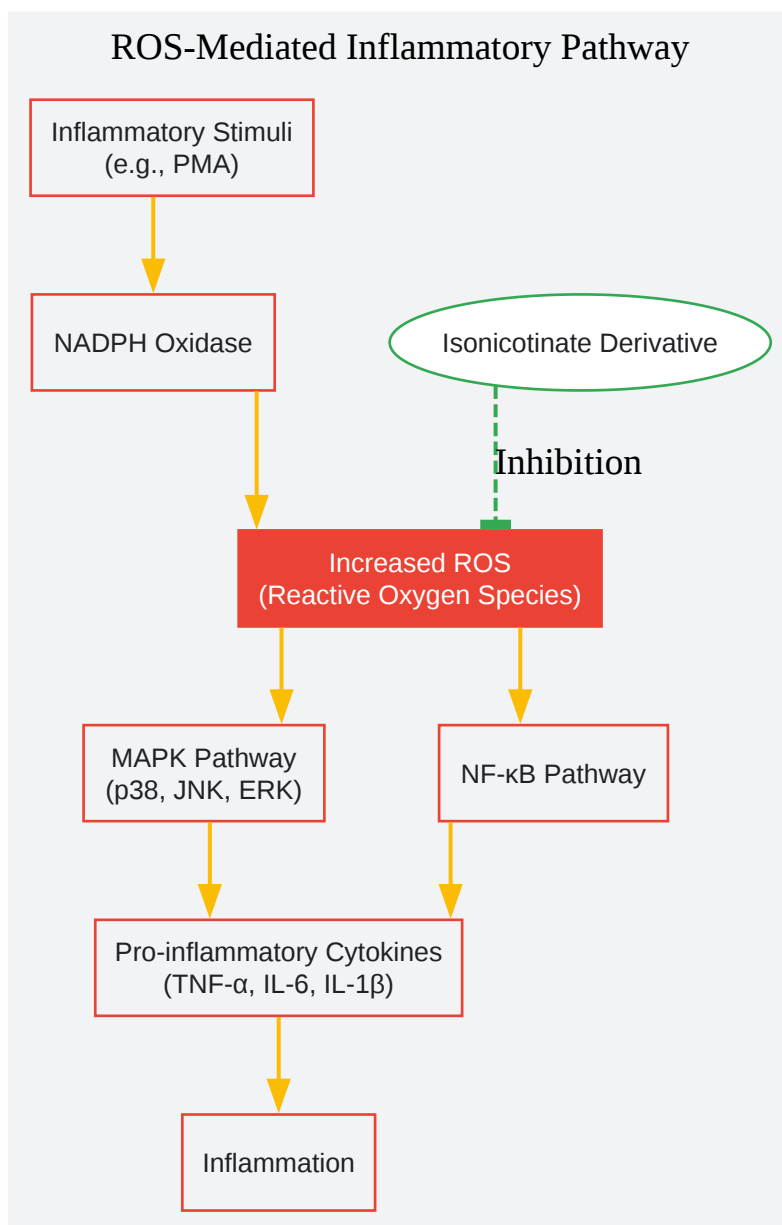 ROS-Mediated Inflammatory Pathway
Inflammatory Stimuli
(e.g., PMA)
NADPH Oxidase
Isonicotinate Derivative
Inhibition
Increased ROS
(Reactive Oxygen Species)
MAPK Pathway
(p38, JNK, ERK)
NF-κB Pathway
Pro-inflammatory Cytokines
(TNF-α, IL-6, IL-1β)
Inflammation